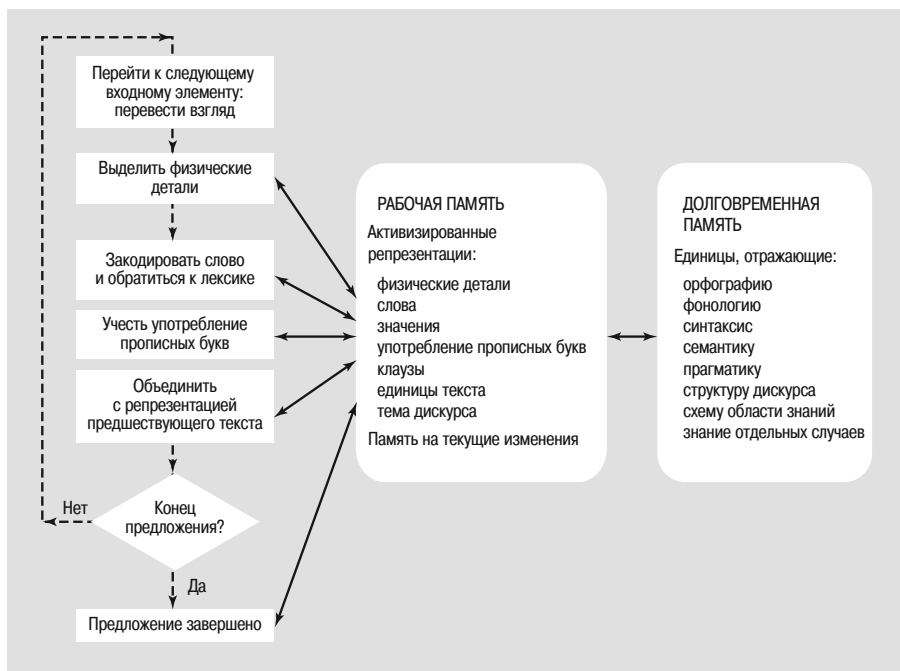 Перейти к следующему
входному элементу:
перевести взгляд
Выделить физические
детали
Закодировать слово
и обратиться к лексике
Учесть употребление
прописных букв
Объединить
с репрезентацией
предшествующего текста
Нет
Конец
предложения?
Да
Предложение завершено
РАБОЧАЯ ПАМЯТЬ
Активизированные
репрезентации:
физические детали
слова
значения
употребление прописных букв
клаузы
единицы текста
тема дискурса
Память на текущие изменения
ДОЛГОВРЕМЕННАЯ
ПАМЯТЬ
Единицы, отражающие:
орфографию
фонологию
синтаксис
семантику
прагматику
структуру дискурса
схему области знаний
знание отдельных случаев